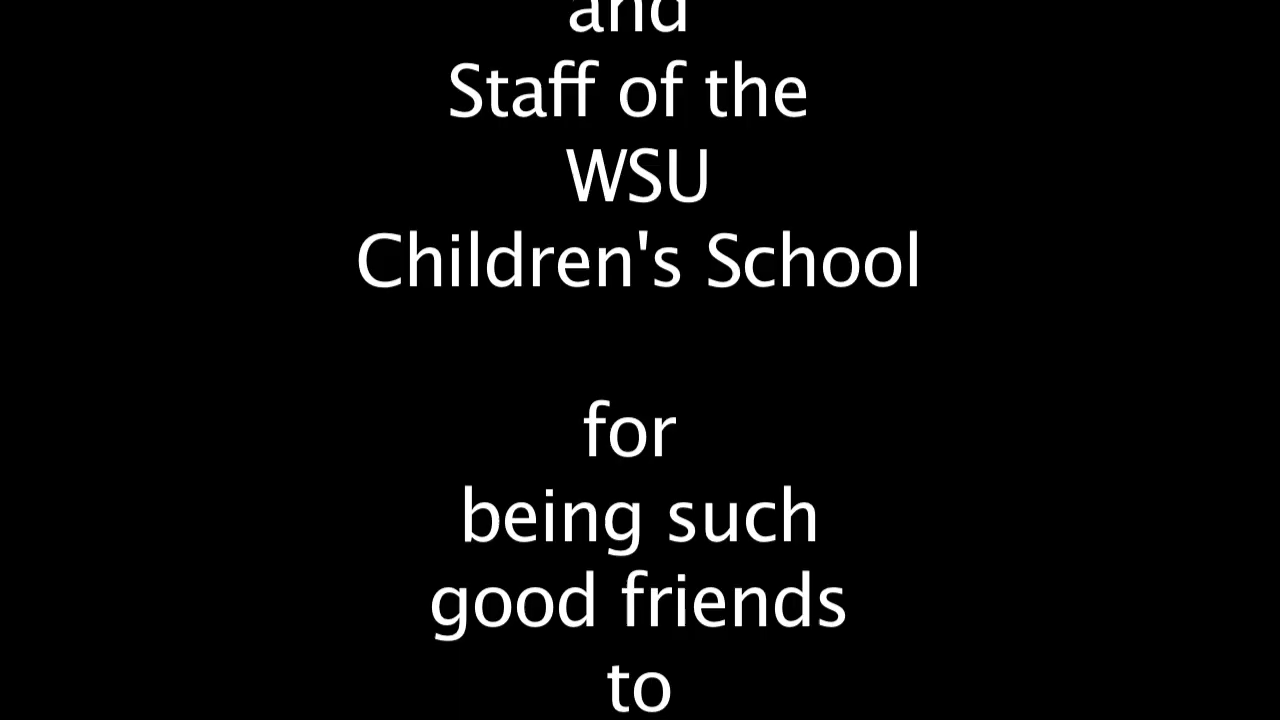 and
Staff of the
WSU
Children's School
for
being such
good friends
to